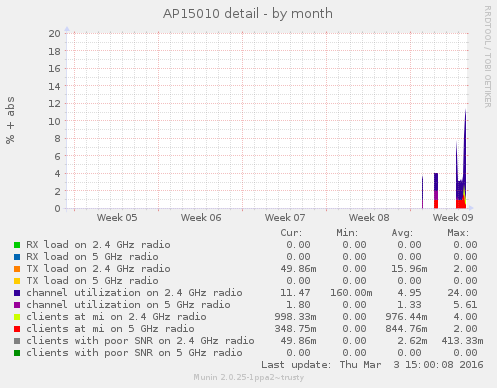 AP15010 detail - by month
RRDTOOL / TOBI OETIKER
% + abs
20
18
16
14
12
10
8
6
4
2
0
Week 05 Week 06 Week 07 Week 08 Week 09
Cur: Min: Avg: Max:
RX load on 2.4 GHz radio 0.00 0.00 0.00 0.00
RX load on 5 GHz radio 0.00 0.00 0.00 0.00
TX load on 2.4 GHz radio 49.86m 0.00 15.96m 2.00
TX load on 5 GHz radio 0.00 0.00 0.00 0.00
channel utilization on 2.4 GHz radio 11.47 160.00m 4.95 24.00
channel utilization on 5 GHz radio 1.80 0.00 1.33 5.61
clients at mi on 2.4 GHz radio 998.33m 0.00 976.44m 4.00
clients at mi on 5 GHz radio 348.75m 0.00 844.76m 2.00
clients with poor SNR on 2.4 GHz radio 49.86m 0.00 2.62m 413.33m
clients with poor SNR on 5 GHz radio 0.00 0.00 0.00 0.00
Last update: Thu Mar 3 15:00:08 2016
Munin 2.0.25-1ppa2~trusty